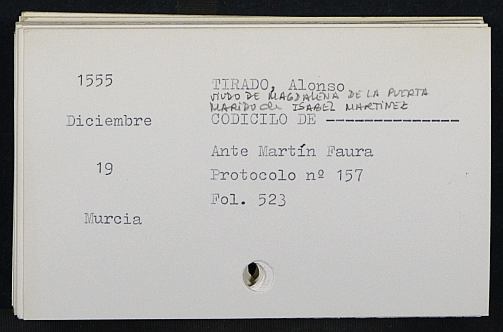 1555
TIRADO, Alonso
VIUDO DE MAGDALENA DE LA PUERTA
MARIDO de ISABEL MARTINEZ
Diciembre
CODICILO DE --------------
Ante Martín Faura
19
Protocolo nº 157
Fol. 523
Murcia